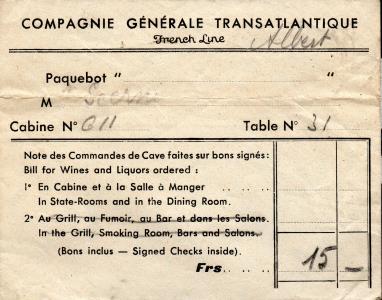 COMPAGNIE GÉNÉRALE TRANSATLANTIQUE
French Line
Albert
Paquebot " "
M
Cabine N° 611
Table N° 31
Note des Commandes de Cave faites sur bons signés:
Bill for Wines and Liquors ordered :
1° En Cabine et à la Salle à Manger .. .. ..
In State-Rooms and in the Dining Room.
2° Au Grill, au Fumoir, au Bar et dans les Salons.
In the Grill, Smoking Room, Bars and Salons.
(Bons inclus — Signed Checks inside).
Frs.. .. .. 15 —